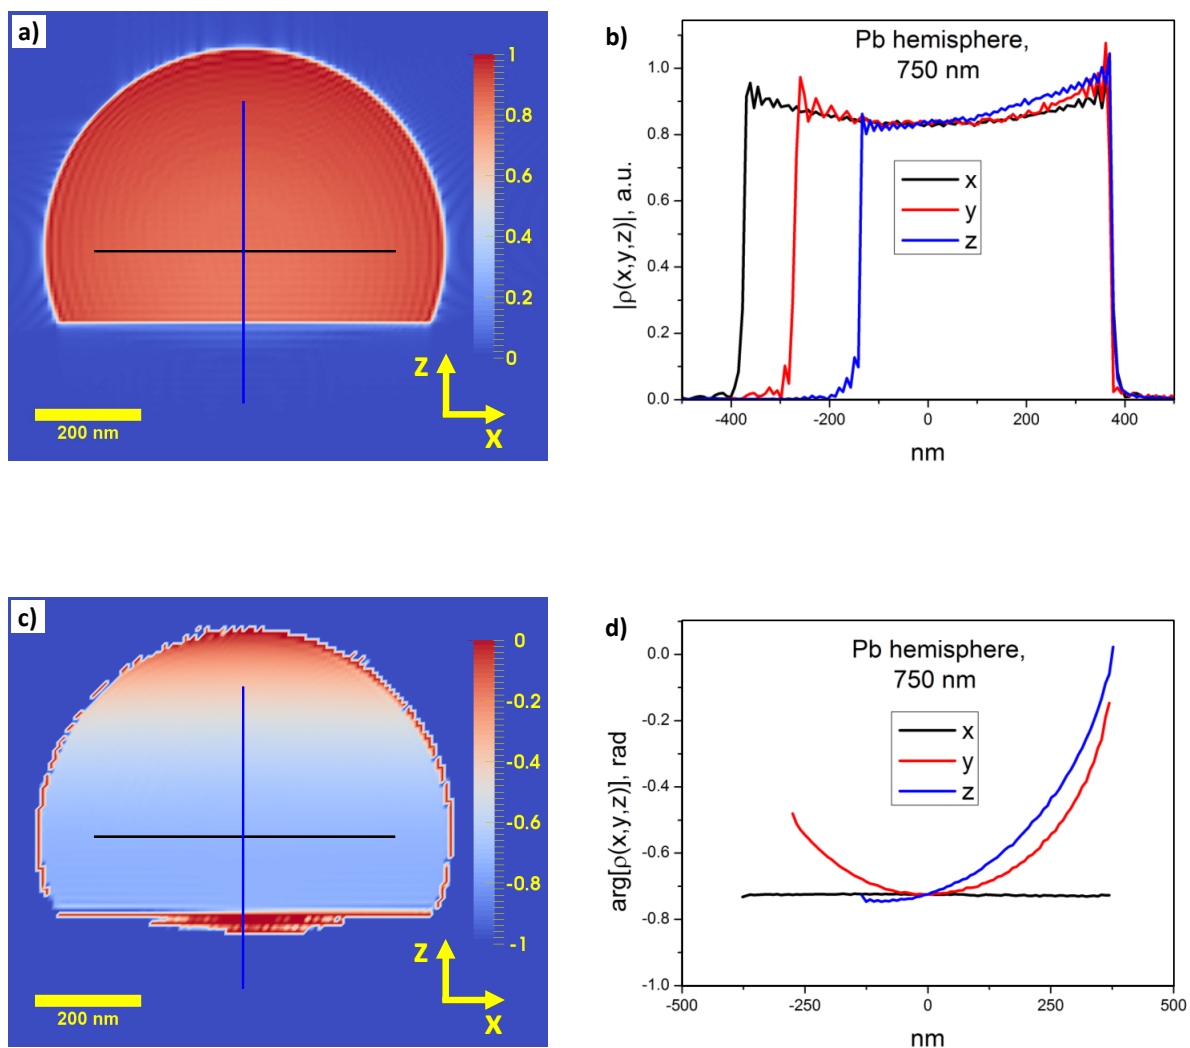 a)
1
0.8
0.6
0.4
0.2
0
z
x
200 nm
b)
Pb hemisphere,
750 nm
x
y
z
1.0
0.8
0.6
0.4
0.2
0.0
|ρ(x,y,z)|, a.u.
-400
-200
0
200
400
nm
c)
0
-0.2
-0.4
-0.6
-0.8
-1
z
x
200 nm
d)
Pb hemisphere,
750 nm
x
y
z
0.0
-0.2
-0.4
-0.6
-0.8
-1.0
arg[ρ(x,y,z)], rad
-500
-250
0
250
500
nm